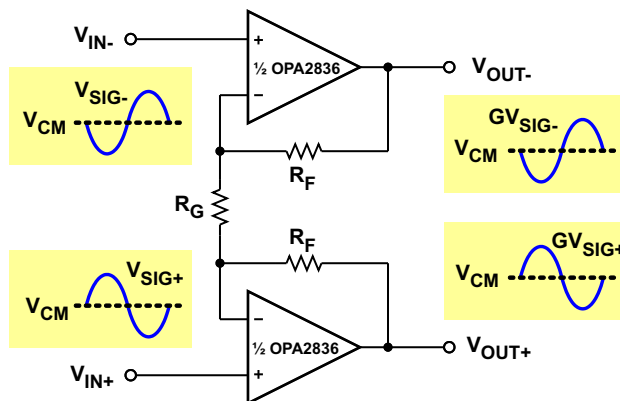 VIN-
+
½ OPA2836
−
VOUT-
VSIG-
VCM
GVSIG-
VCM
RF
RG
RF
VSIG+
VCM
GVSIG+
VCM
−
½ OPA2836
+
VIN+
VOUT+